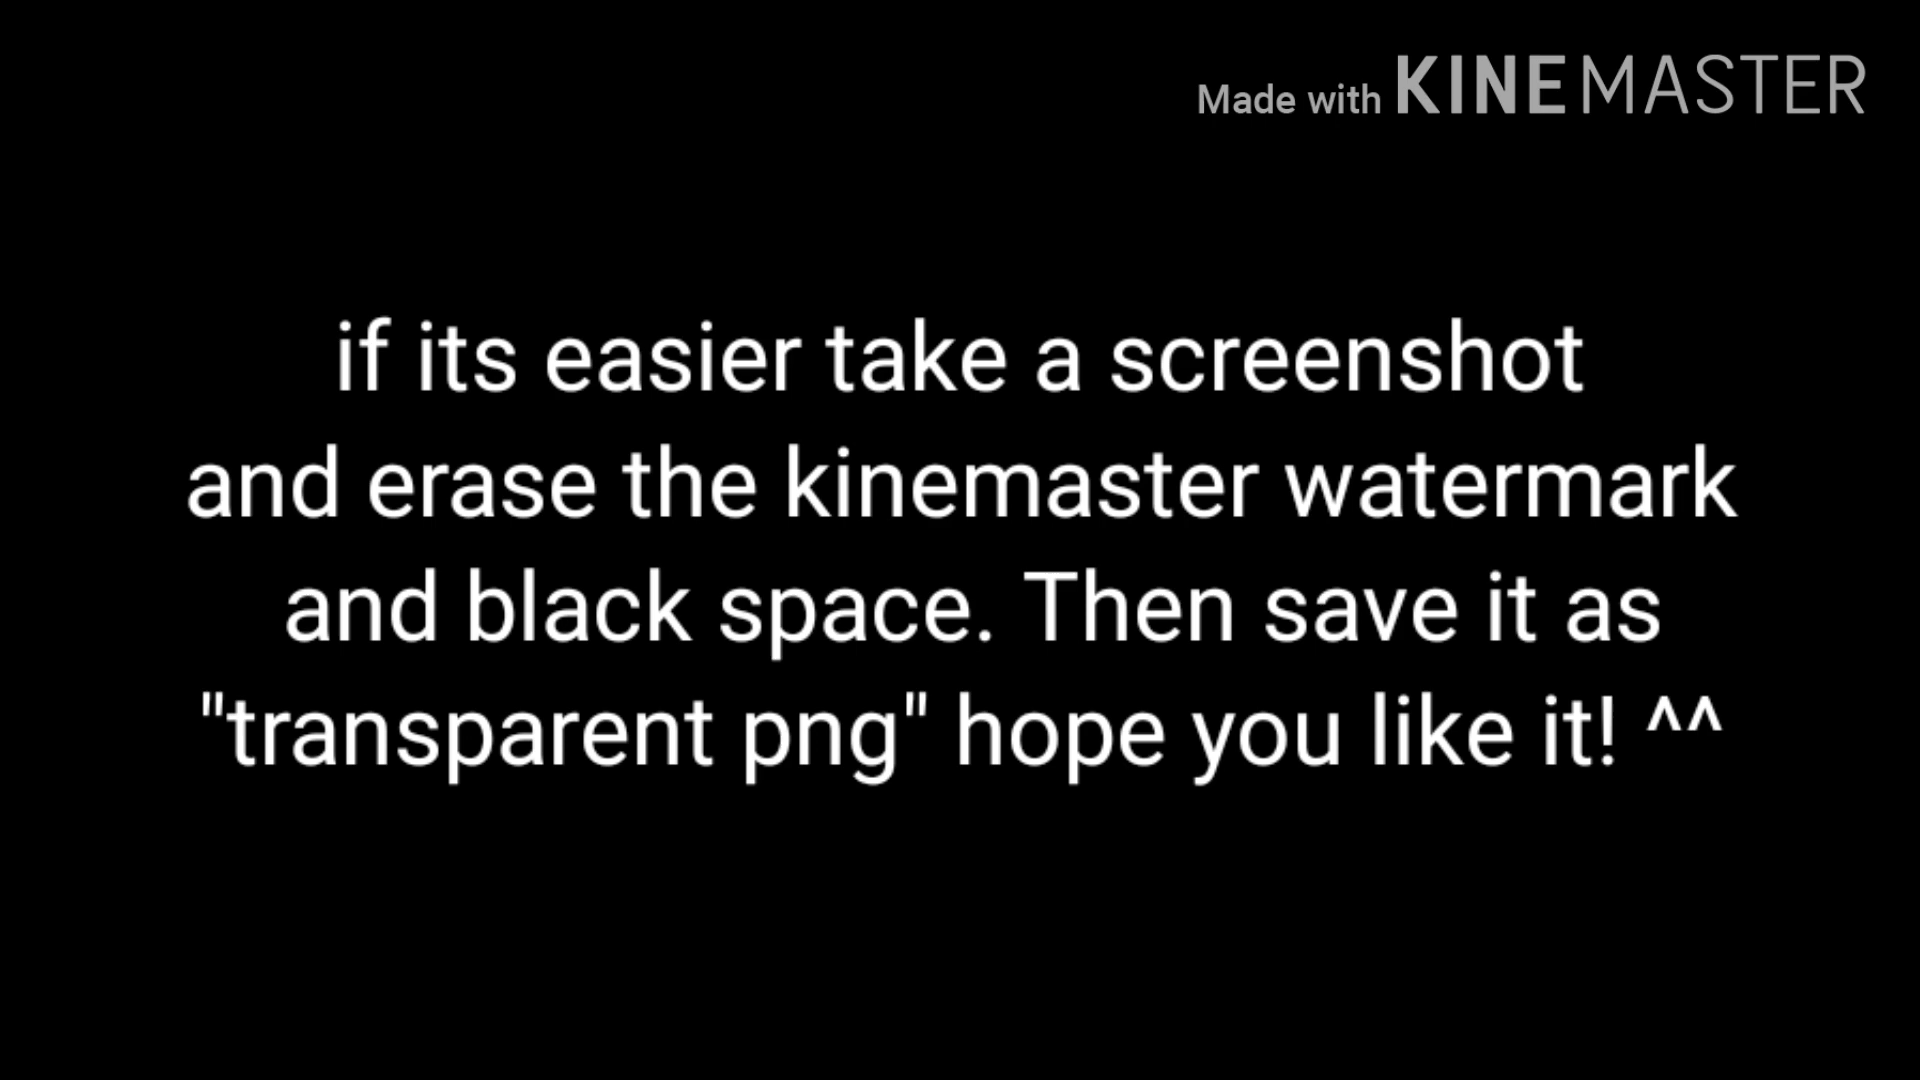 Made with KINEMASTER
if its easier take a screenshot
and erase the kinemaster watermark
and black space. Then save it as
"transparent png" hope you like it! ^^